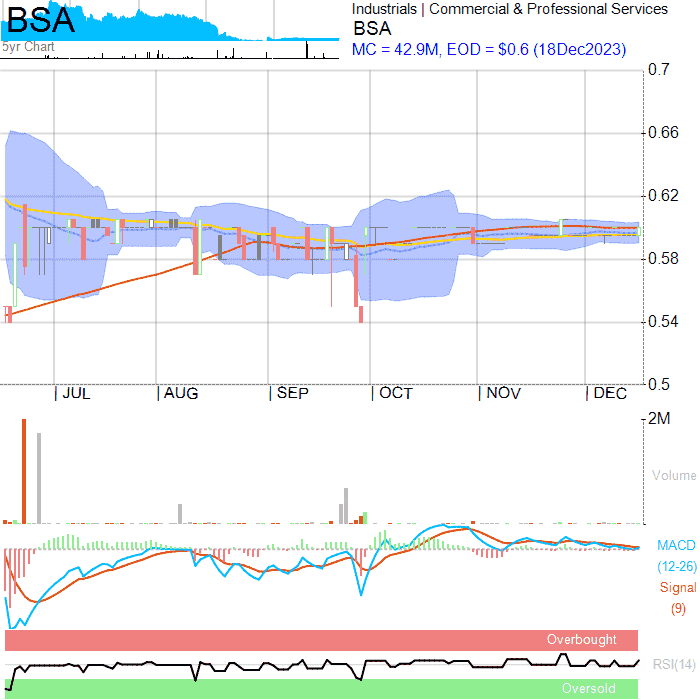 BSA
5yr Chart
Industrials | Commercial & Professional Services
BSA
MC = 42.9M, EOD = $0.6 (18Dec2023)
0.7
0.66
0.62
0.58
0.54
0.5
JUL
AUG
SEP
OCT
NOV
DEC
2M
Volume
MACD
(12-26)
Signal
(9)
Overbought
RSI(14)
Oversold